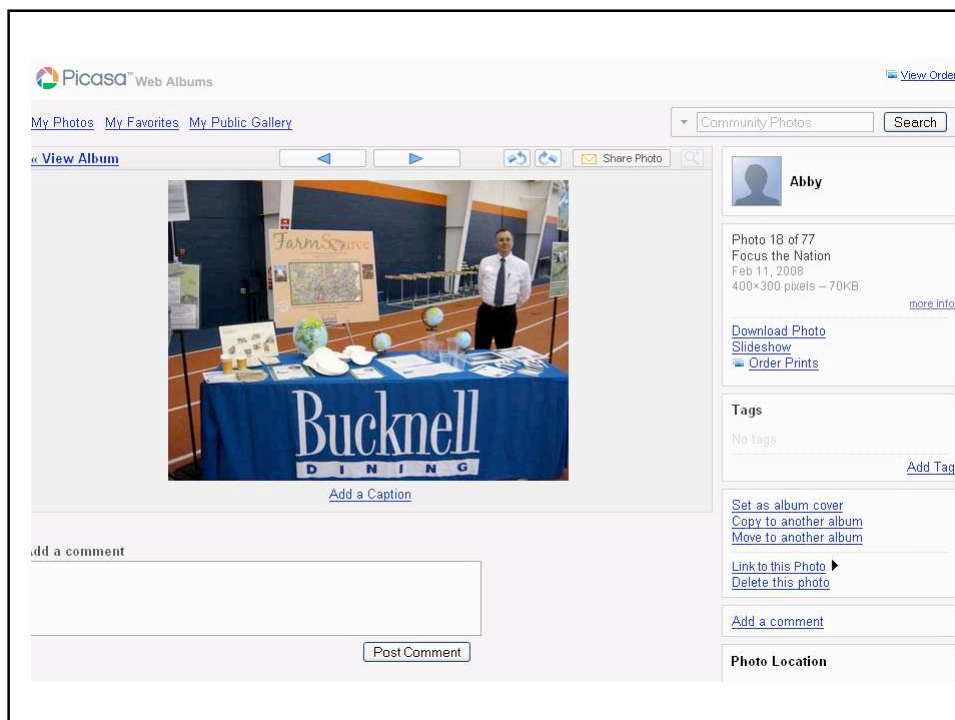 Picasa™ Web Albums
View Order
My Photos My Favorites My Public Gallery
Community Photos Search
« View Album
Share Photo
Abby
FarmSource
Photo 18 of 77
Focus the Nation
Feb 11, 2008
400×300 pixels – 70KB
more info
Download Photo
Slideshow
Order Prints
Bucknell
DINING
Add a Caption
Tags
No tags
Add Tag
Set as album cover
Copy to another album
Move to another album
Link to this Photo
Delete this photo
Add a comment
Add a comment
Post Comment
Photo Location